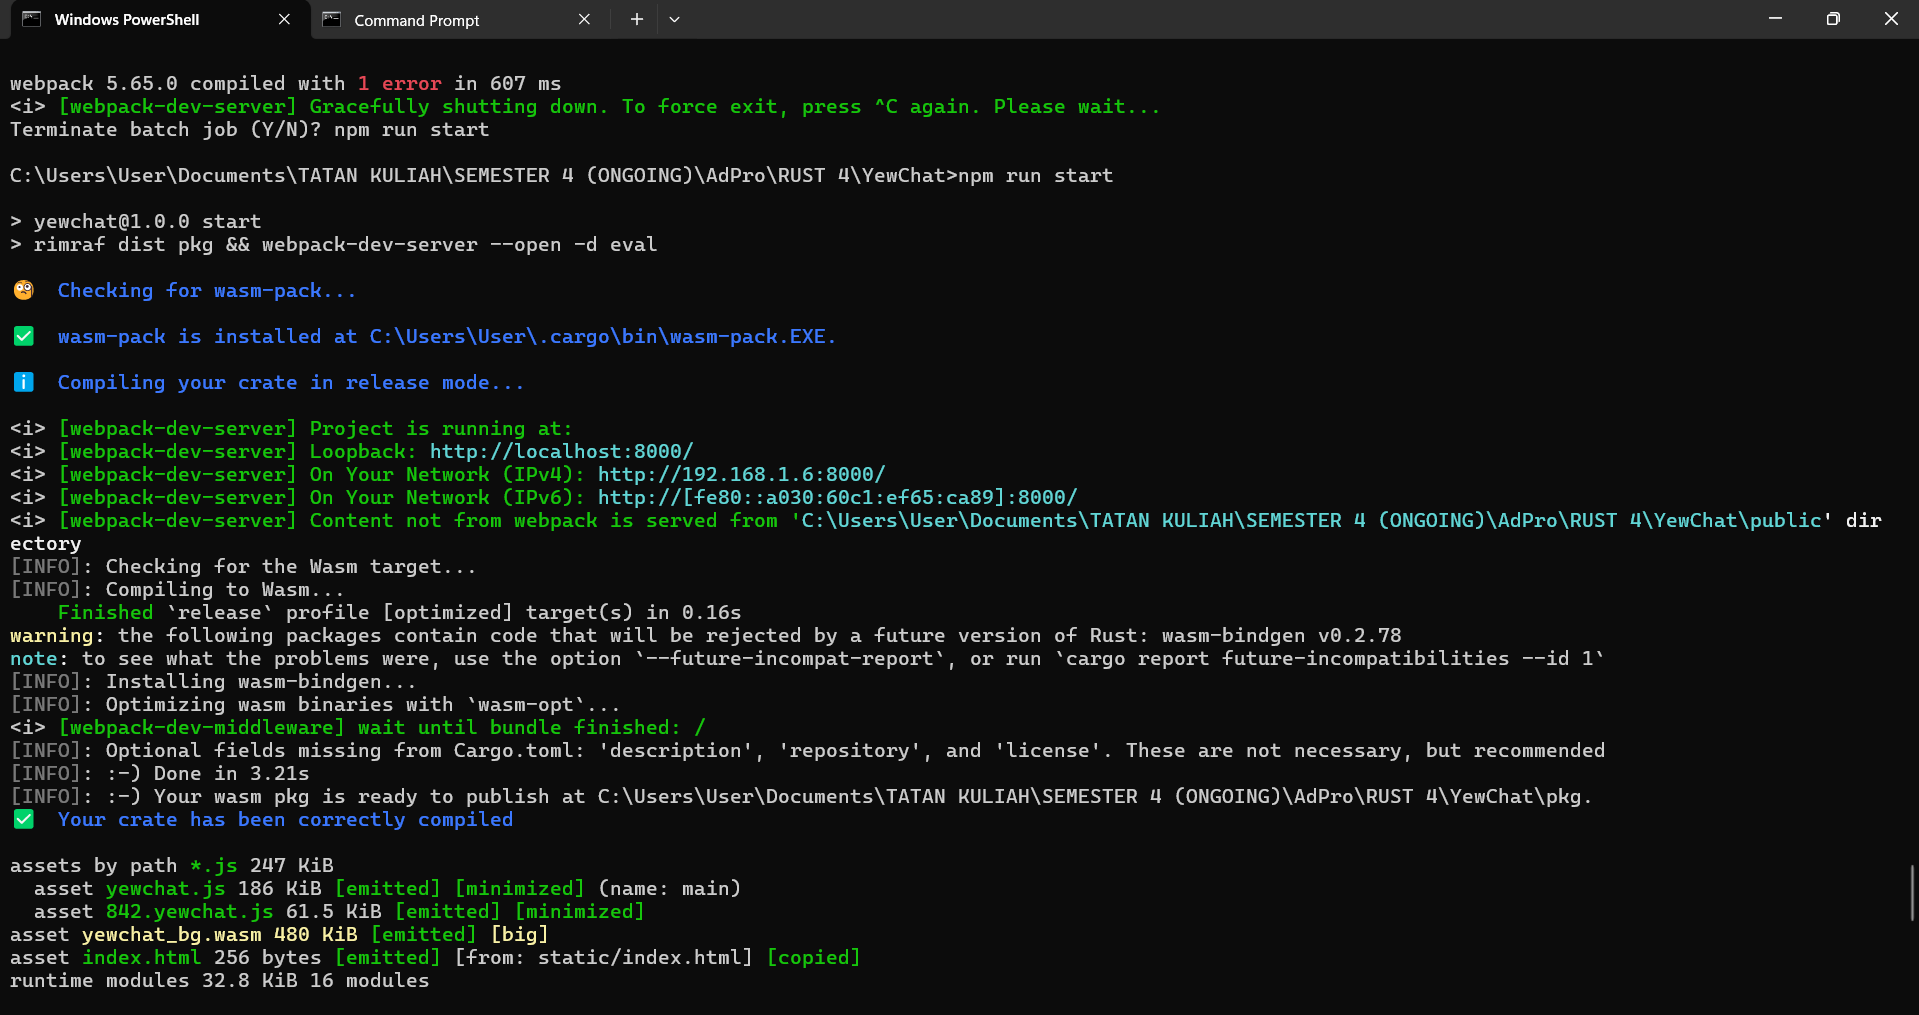 Windows PowerShell
Command Prompt
webpack 5.65.0 compiled with 1 error in 607 ms
<i> [webpack-dev-server] Gracefully shutting down. To force exit, press ^C again. Please wait...
Terminate batch job (Y/N)? npm run start
C:\Users\User\Documents\TATAN KULIAH\SEMESTER 4 (ONGOING)\AdPro\RUST 4\YewChat>npm run start
> yewchat@1.0.0 start
> rimraf dist pkg && webpack-dev-server --open -d eval
🧐  Checking for wasm-pack...
✅  wasm-pack is installed at C:\Users\User\.cargo\bin\wasm-pack.EXE.
ℹ️  Compiling your crate in release mode...
<i> [webpack-dev-server] Project is running at:
<i> [webpack-dev-server] Loopback: http://localhost:8000/
<i> [webpack-dev-server] On Your Network (IPv4): http://192.168.1.6:8000/
<i> [webpack-dev-server] On Your Network (IPv6): http://[fe80::a030:60c1:ef65:ca89]:8000/
<i> [webpack-dev-server] Content not from webpack is served from 'C:\Users\User\Documents\TATAN KULIAH\SEMESTER 4 (ONGOING)\AdPro\RUST 4\YewChat\public' dir
ectory
[INFO]: Checking for the Wasm target...
[INFO]: Compiling to Wasm...
    Finished `release` profile [optimized] target(s) in 0.16s
warning: the following packages contain code that will be rejected by a future version of Rust: wasm-bindgen v0.2.78
note: to see what the problems were, use the option `--future-incompat-report`, or run `cargo report future-incompatibilities --id 1`
[INFO]: Installing wasm-bindgen...
[INFO]: Optimizing wasm binaries with `wasm-opt`...
<i> [webpack-dev-middleware] wait until bundle finished: /
[INFO]: Optional fields missing from Cargo.toml: 'description', 'repository', and 'license'. These are not necessary, but recommended
[INFO]: :-) Done in 3.21s
[INFO]: :-) Your wasm pkg is ready to publish at C:\Users\User\Documents\TATAN KULIAH\SEMESTER 4 (ONGOING)\AdPro\RUST 4\YewChat\pkg.
✅  Your crate has been correctly compiled
assets by path *.js 247 KiB
  asset yewchat.js 186 KiB [emitted] [minimized] (name: main)
  asset 842.yewchat.js 61.5 KiB [emitted] [minimized]
asset yewchat_bg.wasm 480 KiB [emitted] [big]
asset index.html 256 bytes [emitted] [from: static/index.html] [copied]
runtime modules 32.8 KiB 16 modules